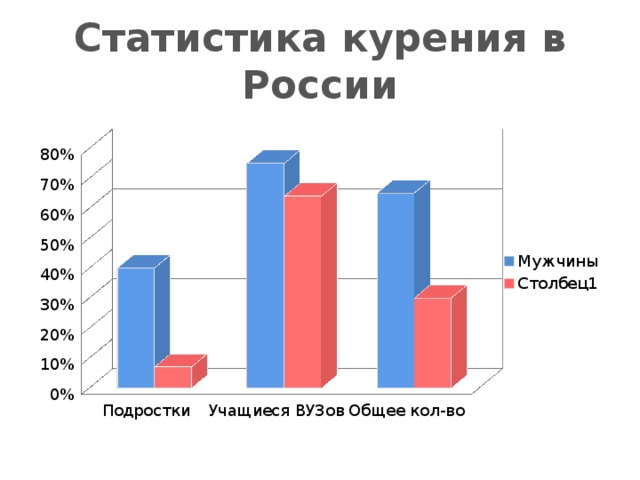 Статистика курения в
России
80%
70%
60%
50%
40%
30%
20%
10%
0%
Мужчины
Столбец1
Подростки Учащиеся ВУЗов Общее кол-во